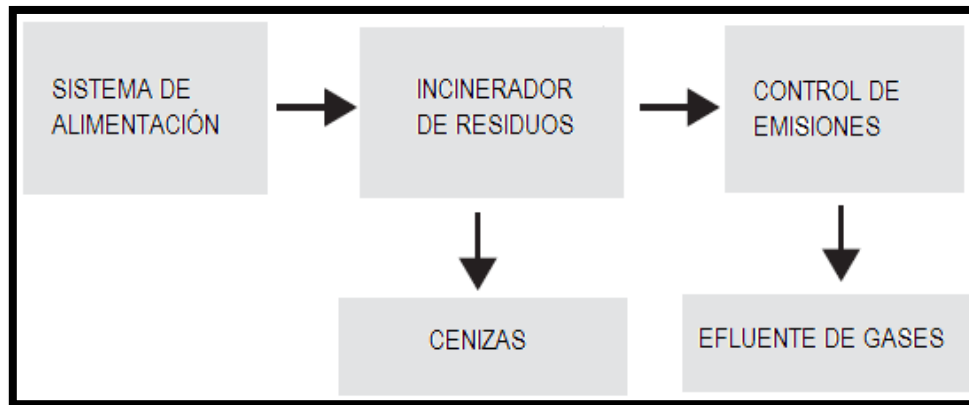 SISTEMA DE
ALIMENTACIÓN
INCINERADOR
DE RESIDUOS
CONTROL DE
EMISIONES
CENIZAS
EFLUENTE DE GASES